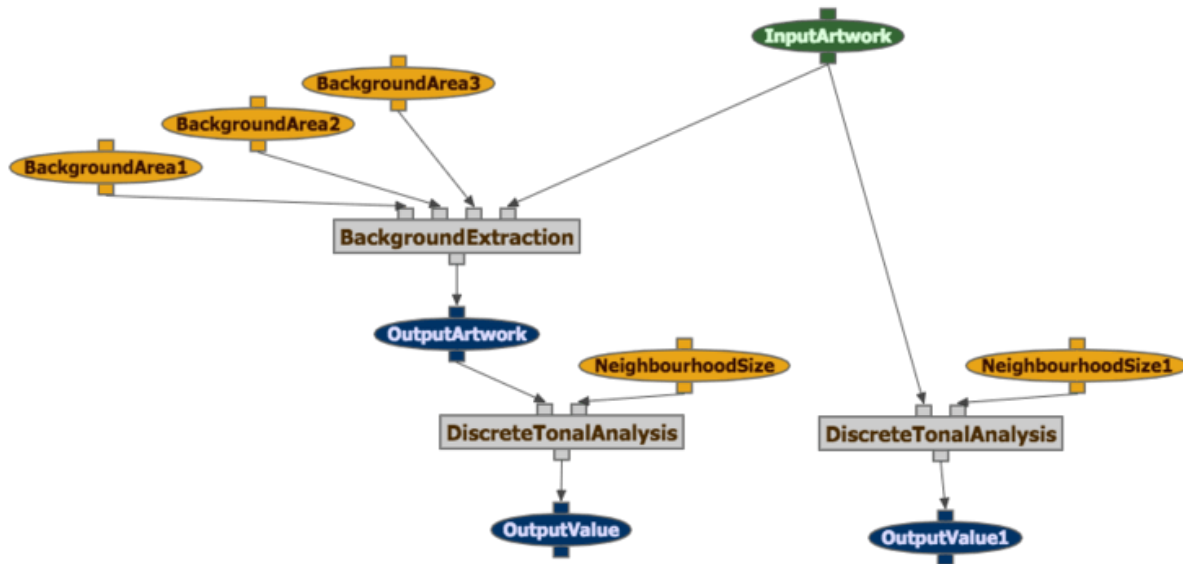 InputArtwork
BackgroundArea3
BackgroundArea2
BackgroundArea1
BackgroundExtraction
OutputArtwork
NeighbourhoodSize
NeighbourhoodSize1
DiscreteTonalAnalysis
DiscreteTonalAnalysis
OutputValue
OutputValue1